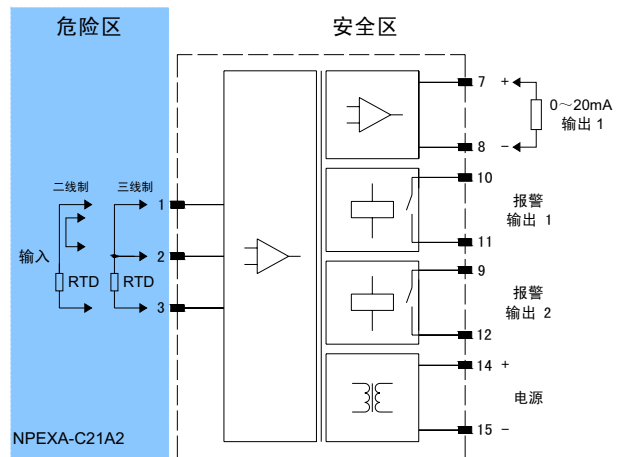 危险区
安全区
7 +
0～20mA
输出 1
8 -
10
报警
输出 1
11
二线制
三线制
1
2
3
输入
RTD
RTD
9
报警
输出 2
12
14 +
电源
15 -
NPEXA-C21A2